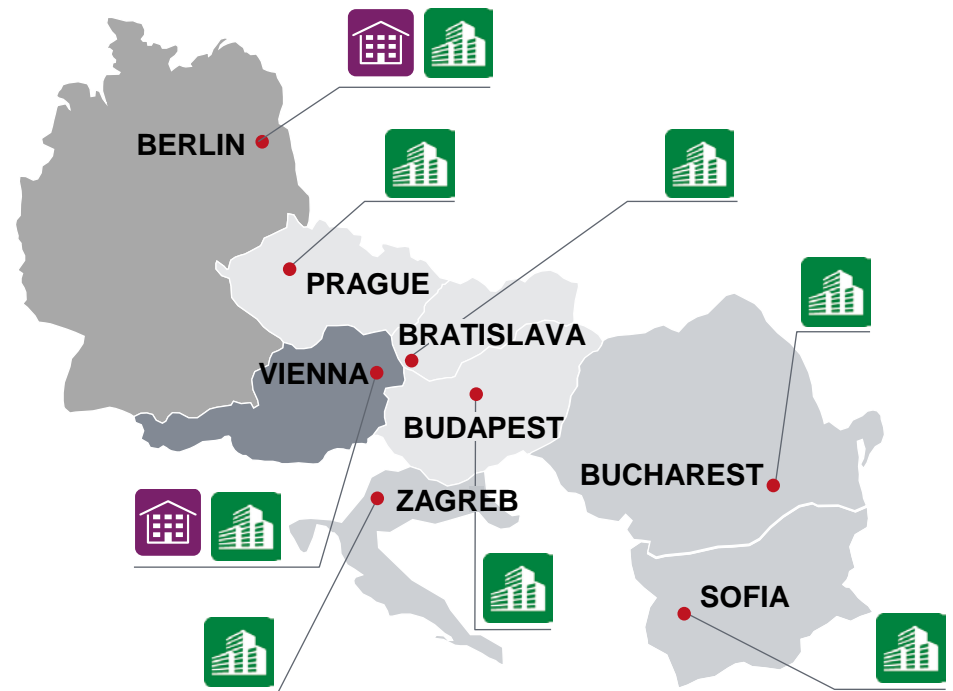 BERLIN
PRAGUE
BRATISLAVA
VIENNA
BUDAPEST
BUCHAREST
ZAGREB
SOFIA